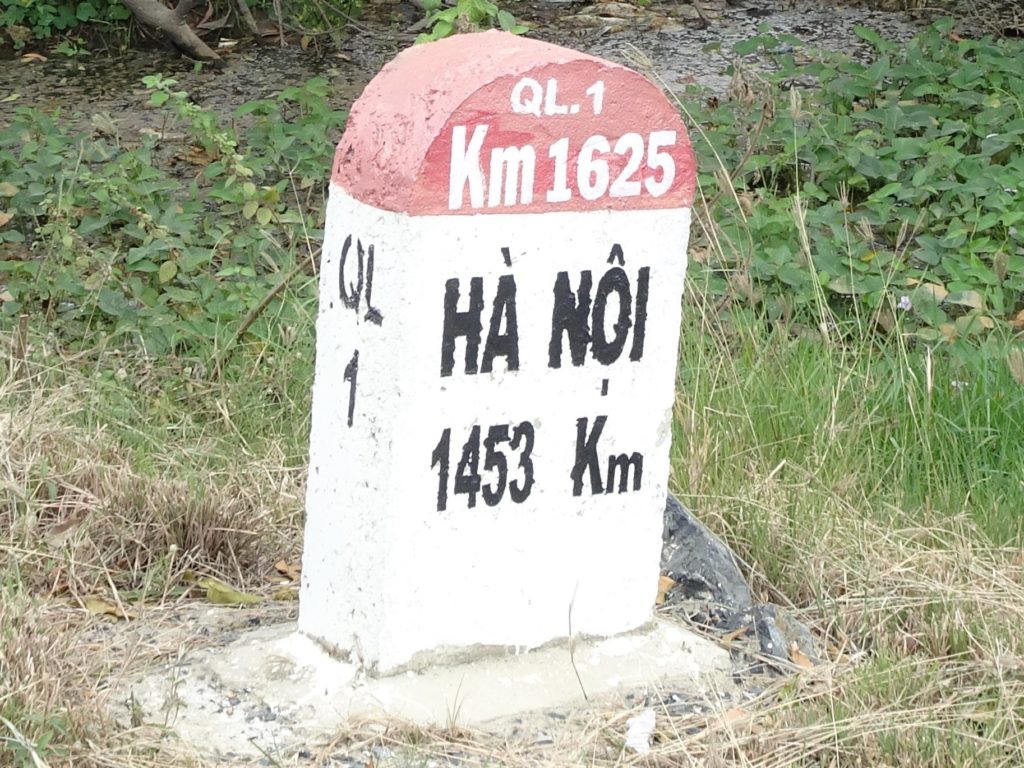 QL.1
Km 1625
HÀ NỘI
1453 Km
QL
1